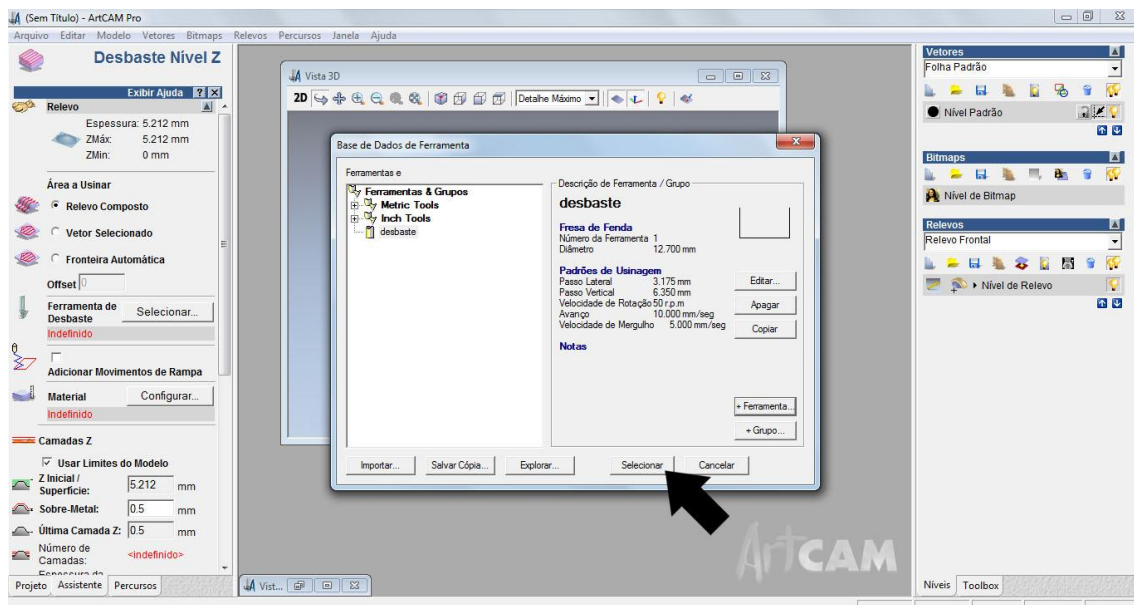 (Sem Título) - ArtCAM Pro
Arquivo Editar Modelo Vetores Bitmaps Relevos Percursos Janela Ajuda
Desbaste Nível Z
Exibir Ajuda ? X
Relevo
Espessura: 5.212 mm
ZMáx: 5.212 mm
ZMin: 0 mm
Área a Usinar
Relevo Composto
Vetor Selecionado
Fronteira Automática
Offset 0
Ferramenta de Desbaste Selecionar...
Indefinido
Adicionar Movimentos de Rampa
Material Configurar...
Indefinido
Camadas Z
Usar Limites do Modelo
Z Inicial / Superfície: 5.212 mm
Sobre-Metal: 0.5 mm
Última Camada Z: 0.5 mm
Número de Camadas: <indefinido>
Espessura da
Projeto Assistente Percursos
Vista 3D
2D Detalhe Máximo
Base de Dados de Ferramenta
Ferramentas e
Ferramentas & Grupos
Metric Tools
Inch Tools
desbaste
Descrição de Ferramenta / Grupo
desbaste
Fresa de Fenda
Número da Ferramenta 1
Diâmetro 12.700 mm
Padrões de Usinagem
Passo Lateral 3.175 mm
Passo Vertical 6.350 mm
Velocidade de Rotação 50 r.p.m
Avanço 10.000 mm/seg
Velocidade de Mergulho 5.000 mm/seg
Notas
Editar...
Apagar
Copiar
+ Ferramenta...
+ Grupo...
Importar... Salvar Cópia... Explorar... Selecionar Cancelar
ArtCAM
Vist...
Vetores
Folha Padrão
Nível Padrão
Bitmaps
Nível de Bitmap
Relevos
Relevo Frontal
Nível de Relevo
Níveis Toolbox